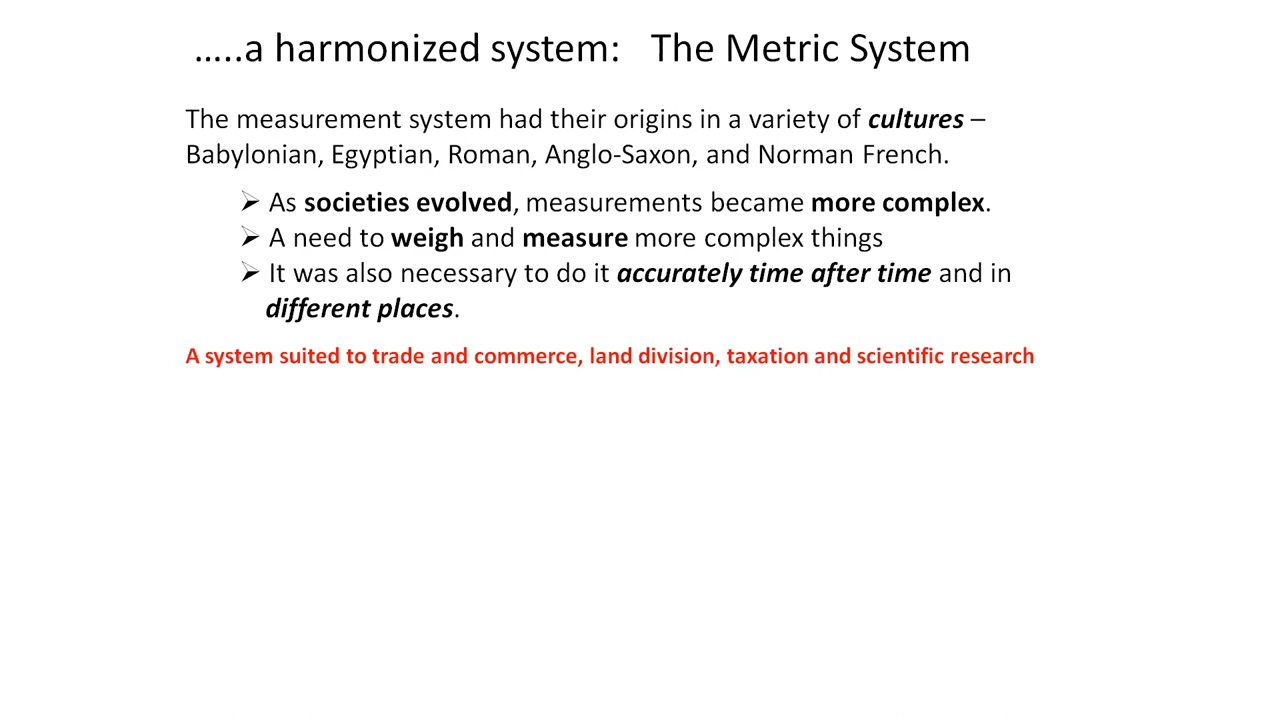 …..a harmonized system: The Metric System
The measurement system had their origins in a variety of cultures –
Babylonian, Egyptian, Roman, Anglo-Saxon, and Norman French.
➢ As societies evolved, measurements became more complex.
➢ A need to weigh and measure more complex things
➢ It was also necessary to do it accurately time after time and in
different places.
A system suited to trade and commerce, land division, taxation and scientific research